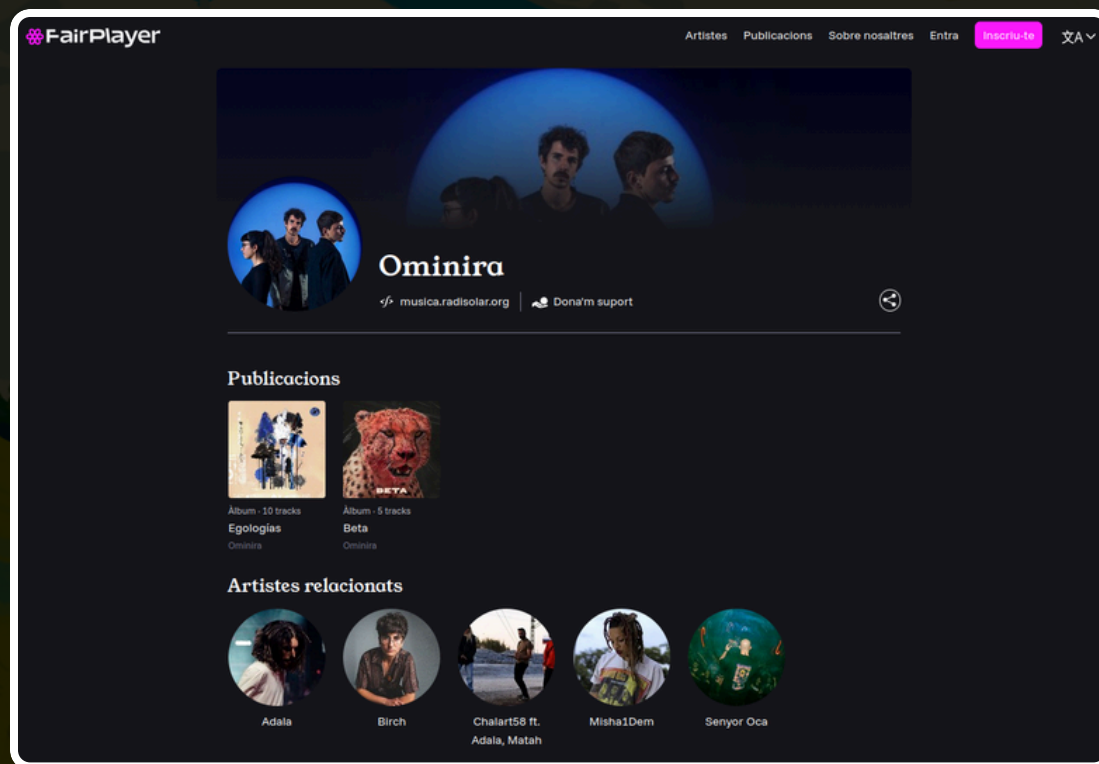 FairPlayer
Artistes Publicacions Sobre nosaltres Entra Inscriu-te 文A
Ominira
musica.radisolar.org Dona'm suport
Publicacions
BETA
Àlbum - 10 tracks Àlbum - 5 tracks
Egologías Beta
Ominira Ominira
Artistes relacionats
Adala Birch Chalart58 ft. Misha1Dem Senyor Oca
Adala, Matah